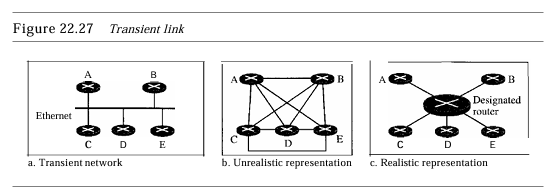 Figure 22.27 Transient link
A
B
Ethernet
C D E
a. Transient network
A
B
C
D
E
b. Unrealistic representation
A
B
Designated
router
C D E
c. Realistic representation